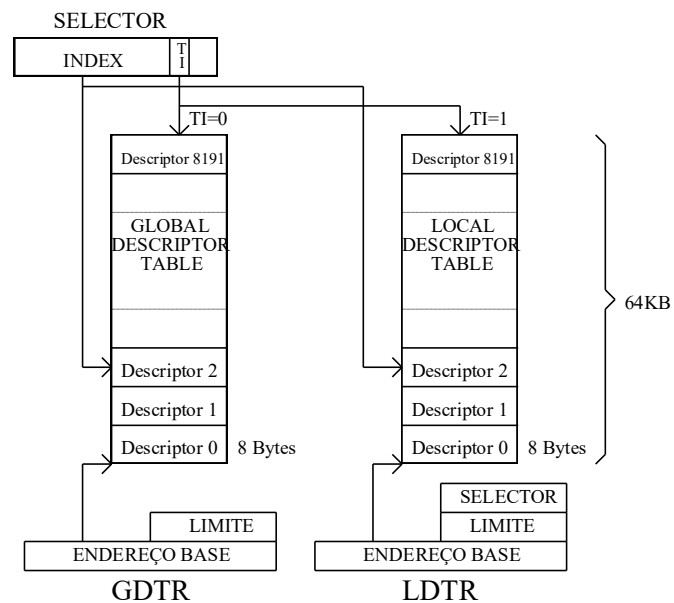 SELECTOR
INDEX
T
I
TI=0
TI=1
Descriptor 8191
Descriptor 8191
GLOBAL
DESCRIPTOR
TABLE
LOCAL
DESCRIPTOR
TABLE
64KB
Descriptor 2
Descriptor 2
Descriptor 1
Descriptor 1
Descriptor 0
8 Bytes
Descriptor 0
8 Bytes
SELECTOR
LIMITE
LIMITE
ENDEREÇO BASE
ENDEREÇO BASE
GDTR
LDTR